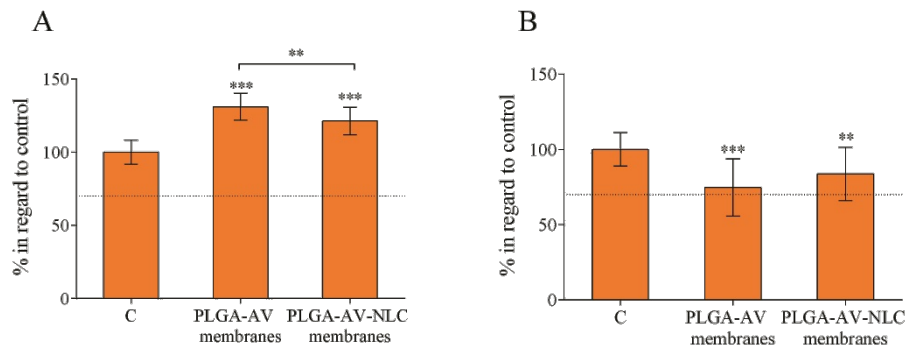 A
% in regard to control
150
100
50
0
**
***
***
C
PLGA-AV
membranes
PLGA-AV-NLC
membranes
B
% in regard to control
150
100
50
0
***
**
C
PLGA-AV
membranes
PLGA-AV-NLC
membranes